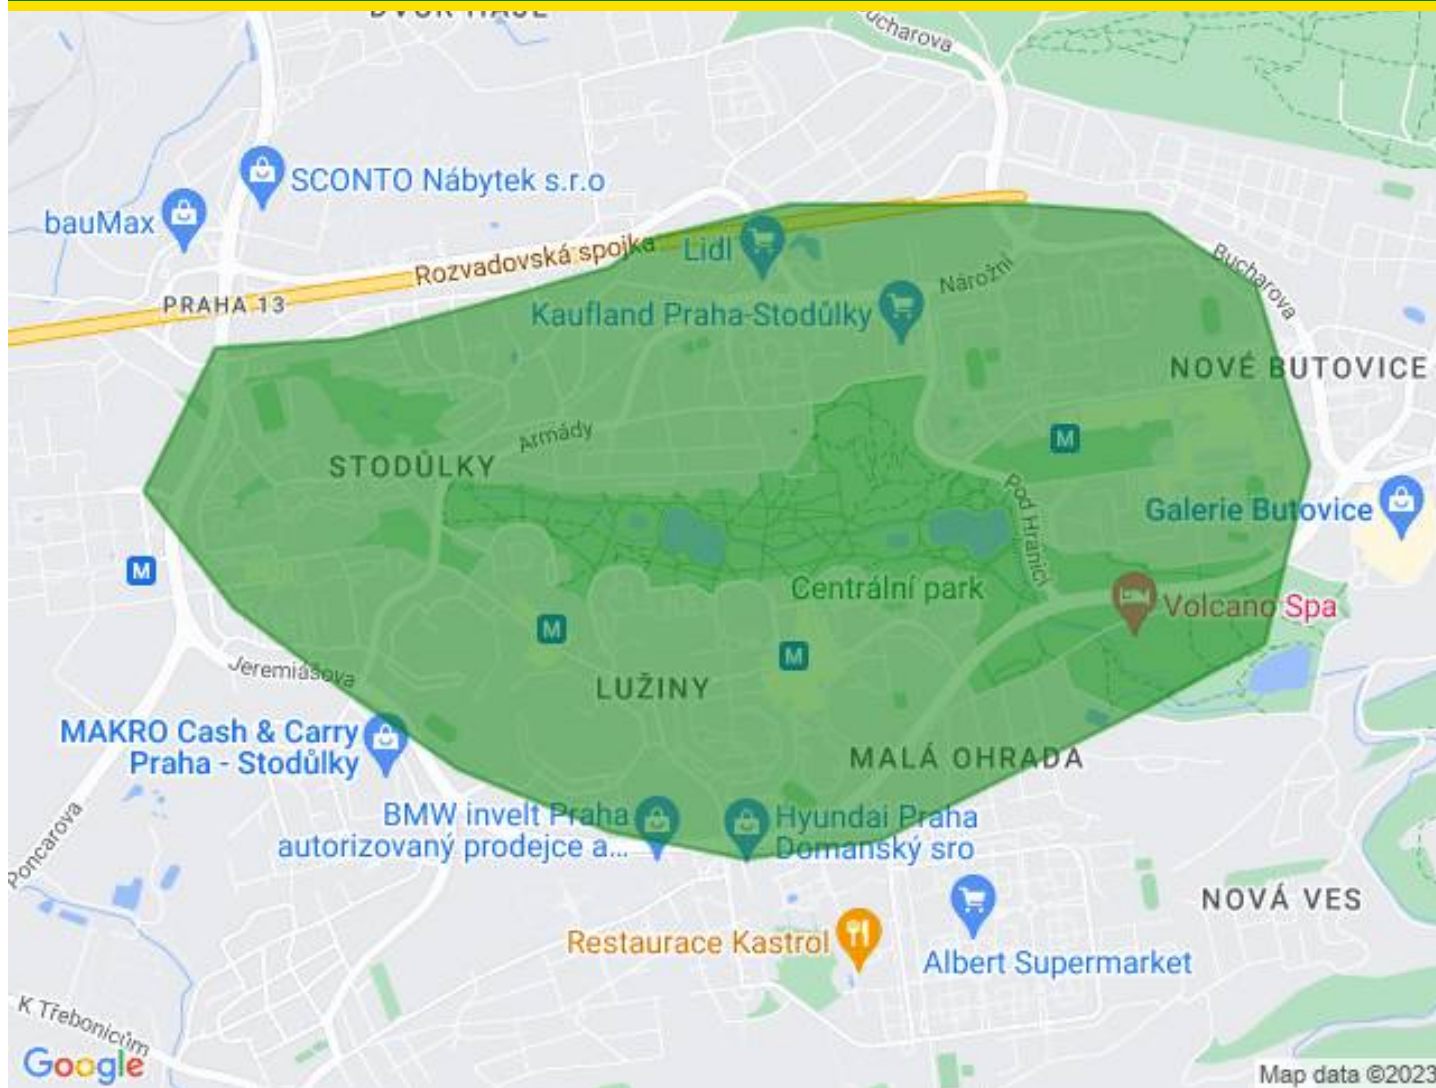 Bucharova
SCONTO Nábytek s.r.o
bauMax
Rozvadovská spojka
Lidl
Bucharova
Nárožní
PRAHA 13
Kaufland Praha-Stodůlky
NOVÉ BUTOVICE
Armády
M
STODŮLKY
Pod Hranicí
Galerie Butovice
M
Centrální park
Volcano Spa
M
M
Jeremiášova
LUŽINY
MAKRO Cash & Carry
Praha - Stodůlky
MALÁ OHRADA
BMW invelt Praha
autorizovaný prodejce a...
Hyundai Praha
Domanský sro
Poncarova
NOVÁ VES
Restaurace Kastrol
Albert Supermarket
K Třebonicům
Google
Map data ©2023